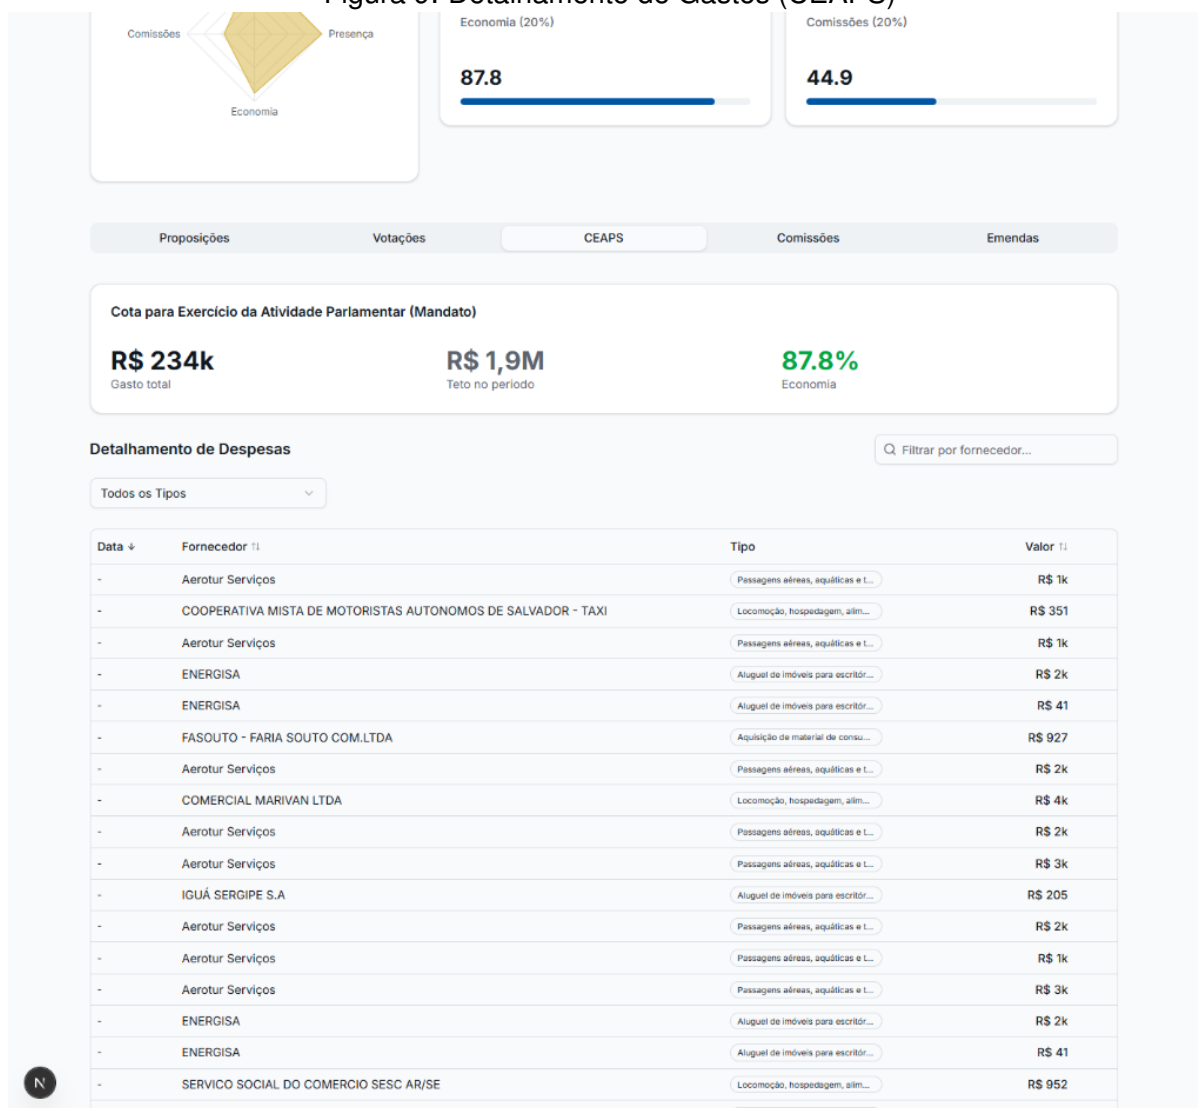 Figura 9: Detalhamento de Gastos (CEAPS)
Comissões
Presença
Economia
Economia (20%)
87.8
Comissões (20%)
44.9
Proposições Votações CEAPS Comissões Emendas
Cota para Exercício da Atividade Parlamentar (Mandato)
R$ 234k R$ 1,9M 87.8%
Gasto total Teto no periodo Economia
Detalhamento de Despesas
Filtrar por fornecedor...
Todos os Tipos
Data ↓ Fornecedor ↑↓ Tipo Valor ↑↓
- Aerotur Serviços Passagens aéreas, aquáticas e t... R$ 1k
- COOPERATIVA MISTA DE MOTORISTAS AUTONOMOS DE SALVADOR - TAXI Locomoção, hospedagem, alim... R$ 351
- Aerotur Serviços Passagens aéreas, aquáticas e t... R$ 1k
- ENERGISA Aluguel de imóveis para escritór... R$ 2k
- ENERGISA Aluguel de imóveis para escritór... R$ 41
- FASOUTO - FARIA SOUTO COM.LTDA Aquisição de material de consu... R$ 927
- Aerotur Serviços Passagens aéreas, aquáticas e t... R$ 2k
- COMERCIAL MARIVAN LTDA Locomoção, hospedagem, alim... R$ 4k
- Aerotur Serviços Passagens aéreas, aquáticas e t... R$ 2k
- Aerotur Serviços Passagens aéreas, aquáticas e t... R$ 3k
- IGUÁ SERGIPE S.A Aluguel de imóveis para escritór... R$ 205
- Aerotur Serviços Passagens aéreas, aquáticas e t... R$ 2k
- Aerotur Serviços Passagens aéreas, aquáticas e t... R$ 1k
- Aerotur Serviços Passagens aéreas, aquáticas e t... R$ 3k
- ENERGISA Aluguel de imóveis para escritór... R$ 2k
- ENERGISA Aluguel de imóveis para escritór... R$ 41
- SERVICO SOCIAL DO COMERCIO SESC AR/SE Locomoção, hospedagem, alim... R$ 952
N